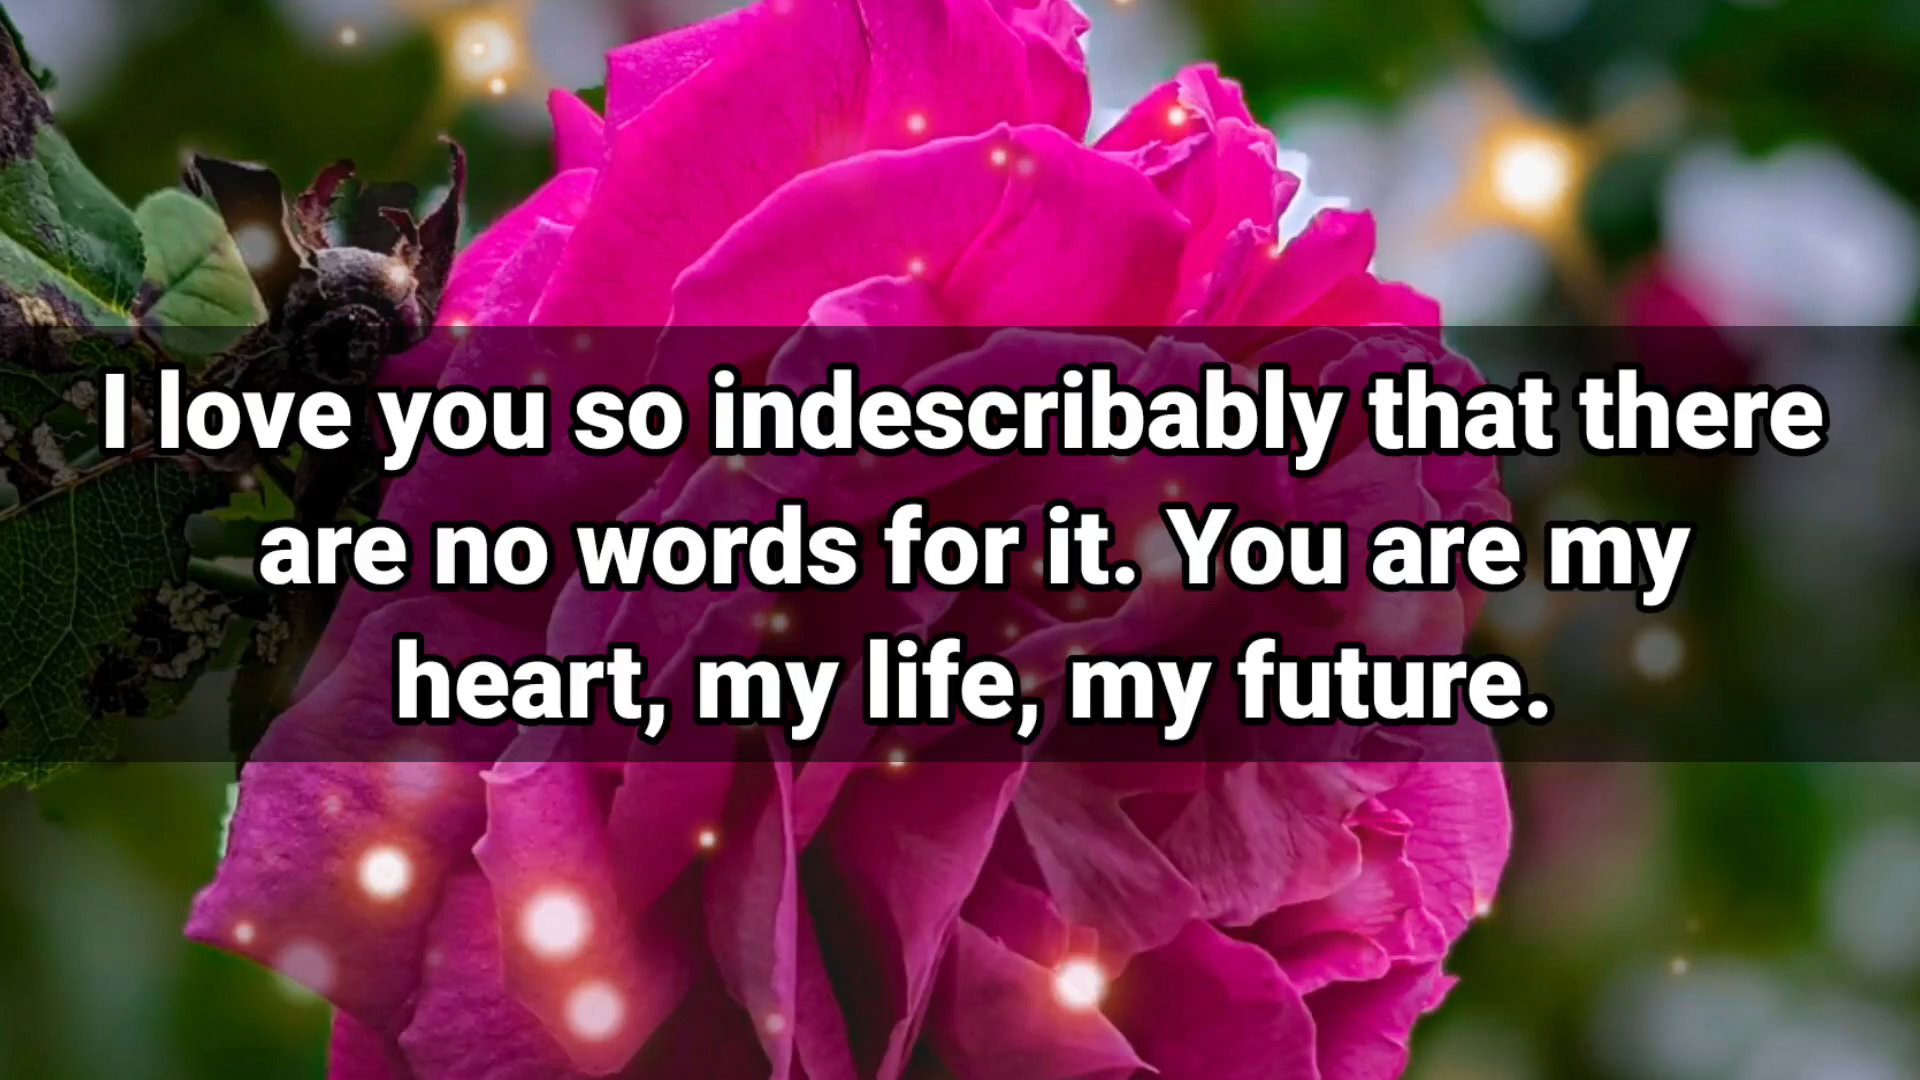 I love you so indescribably that there
are no words for it. You are my
heart, my life, my future.